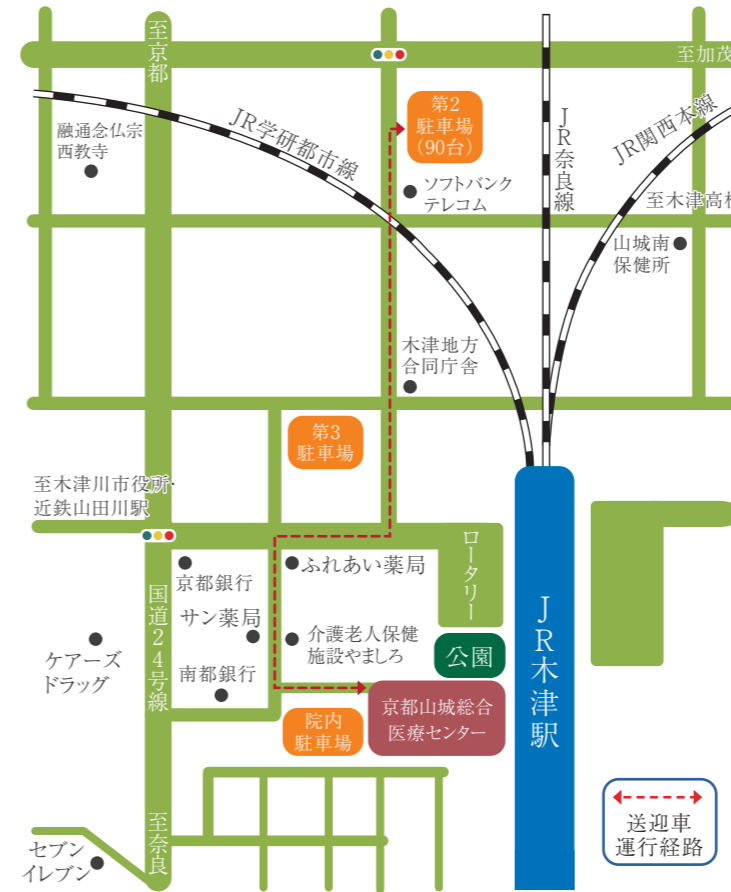 至京都
至加茂
第2
駐車場
(90台)
JR学研都市線
JR奈良線
JR関西本線
融通念仏宗
西教寺
ソフトバンク
テレコム
至木津高校
山城南
保健所
木津地方
合同庁舎
第3
駐車場
至木津川市役所・
近鉄山田川駅
ロータリー
ふれあい薬局
京都銀行
国道24号線
サン薬局
介護老人保健
施設やましろ
JR木津駅
ケアーズ
ドラッグ
公園
南都銀行
京都山城総合
医療センター
院内
駐車場
送迎車
運行経路
至奈良
セブン
イレブン